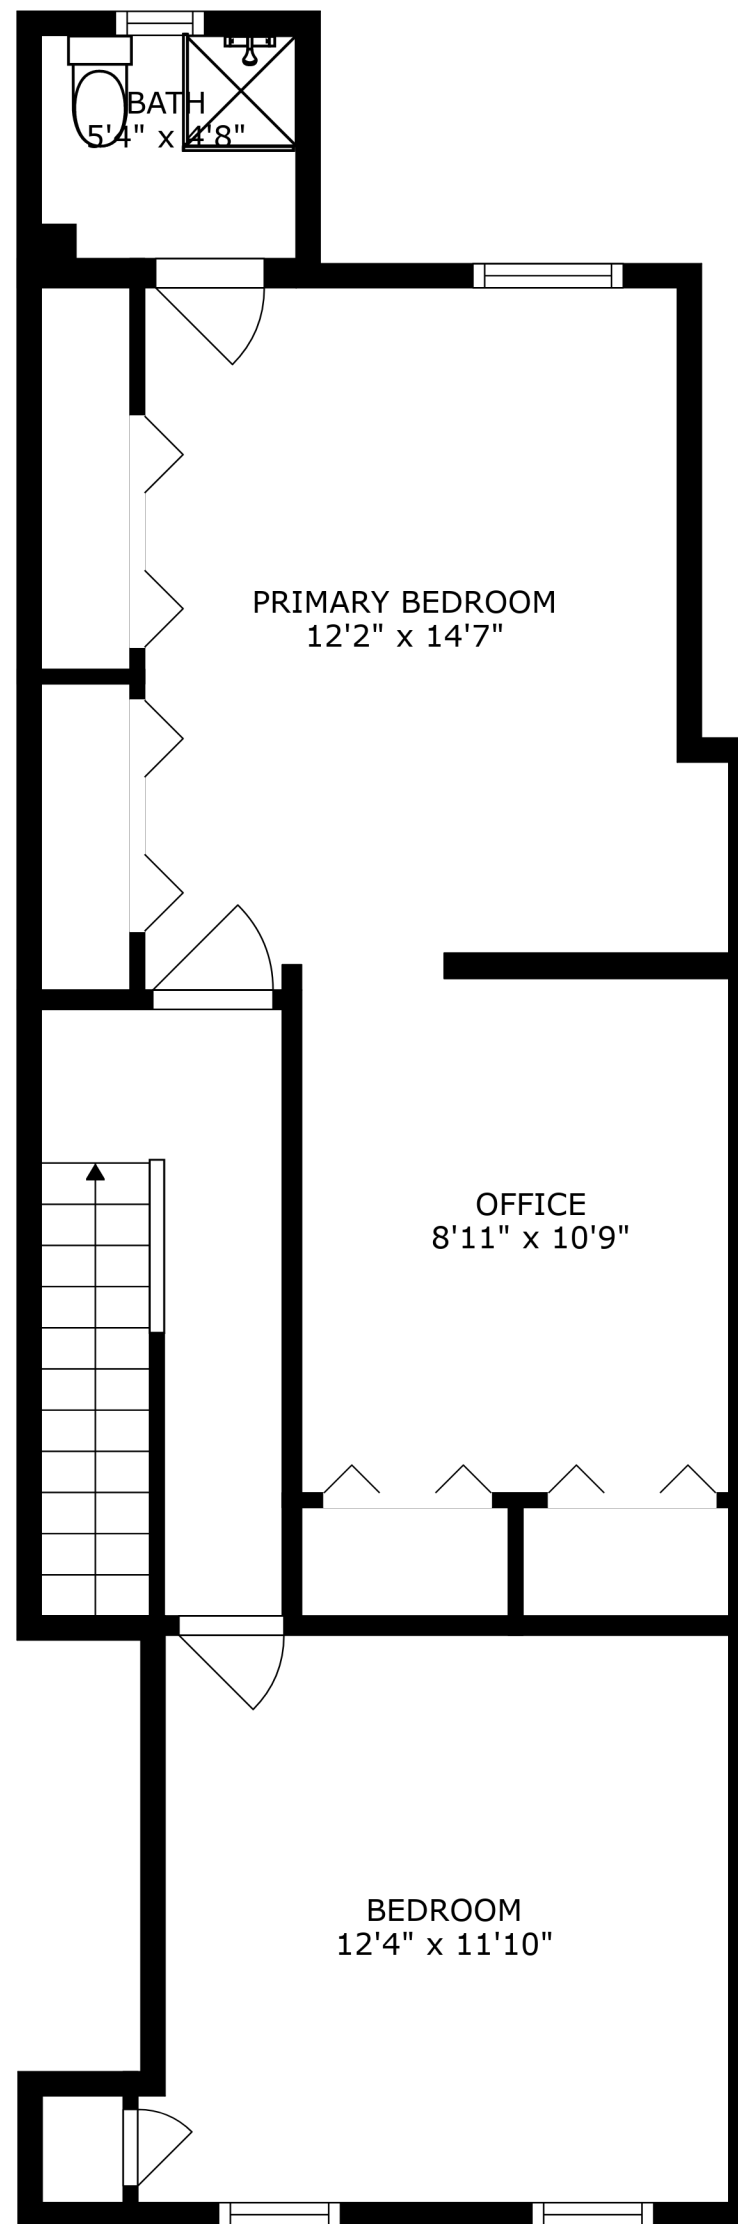 BATH
5'4" x 4'8"
PRIMARY BEDROOM
12'2" x 14'7"
OFFICE
8'11" x 10'9"
BEDROOM
12'4" x 11'10"